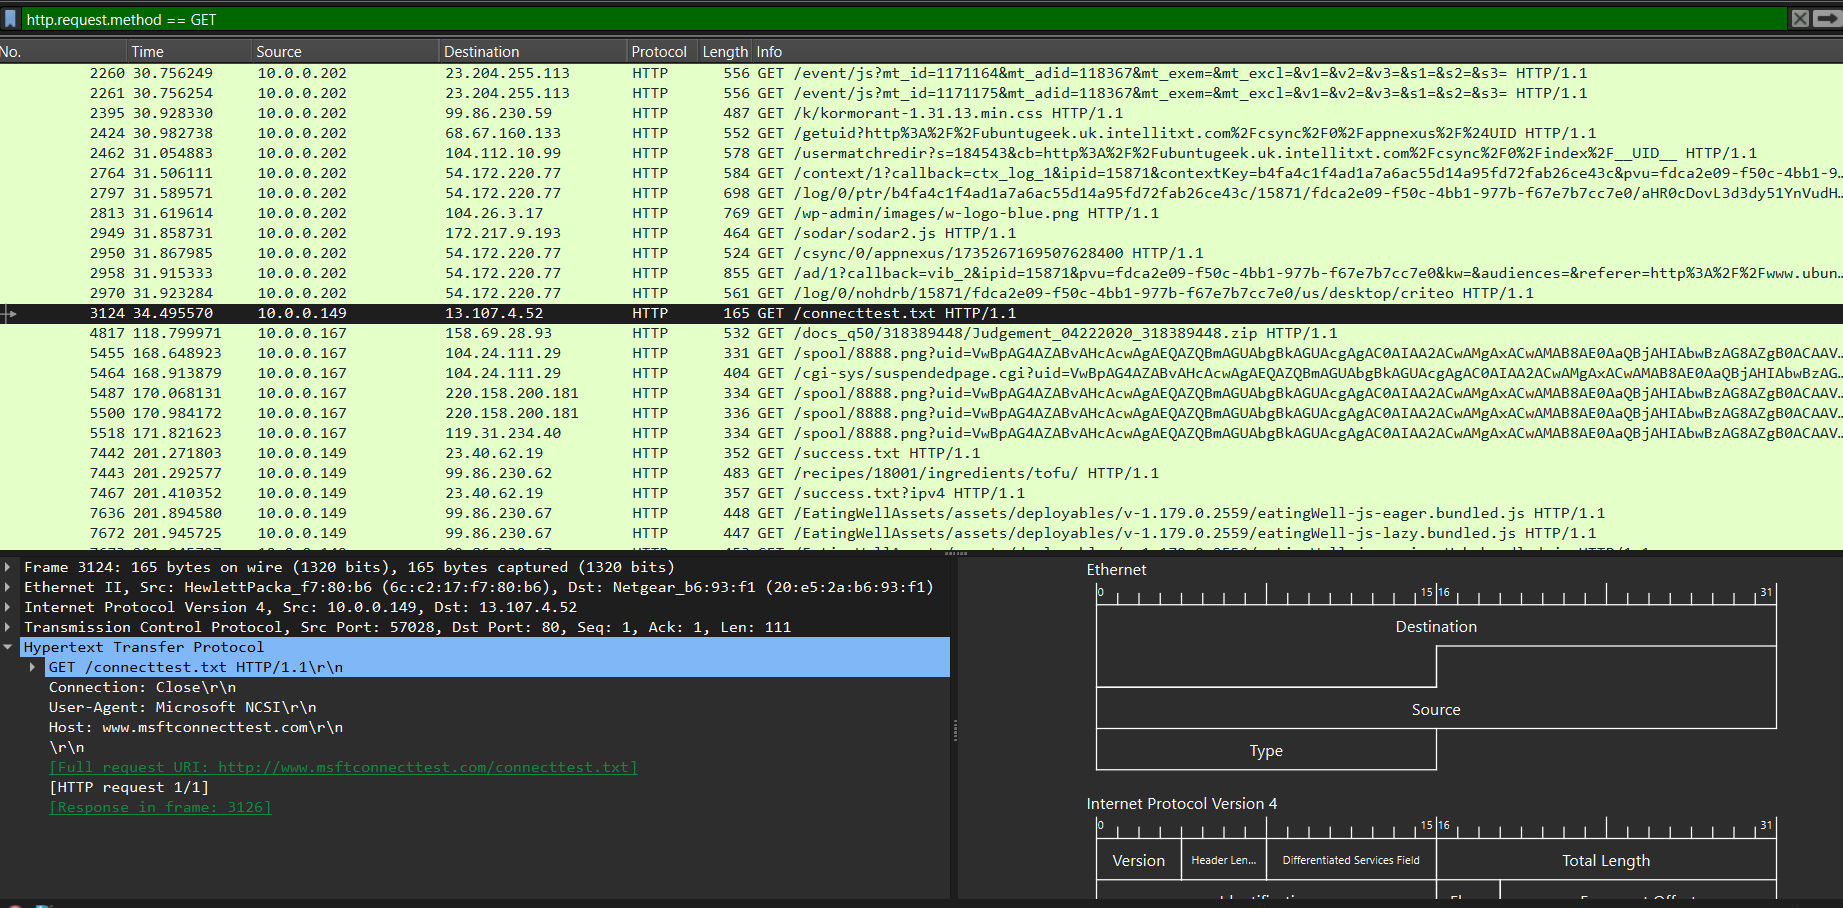 http.request.method == GET
No. Time Source Destination Protocol Length Info
2260 30.756249 10.0.0.202 23.204.255.113 HTTP 556 GET /event/js?mt_id=1171164&mt_adid=118367&mt_exem=&mt_excl=&v1=&v2=&v3=&s1=&s2=&s3= HTTP/1.1
2261 30.756254 10.0.0.202 23.204.255.113 HTTP 556 GET /event/js?mt_id=1171175&mt_adid=118367&mt_exem=&mt_excl=&v1=&v2=&v3=&s1=&s2=&s3= HTTP/1.1
2395 30.928330 10.0.0.202 99.86.230.59 HTTP 487 GET /k/kormorant-1.31.13.min.css HTTP/1.1
2424 30.982738 10.0.0.202 68.67.160.133 HTTP 552 GET /getuid?http%3A%2F%2Fubuntugeek.uk.intellitxt.com%2Fcsync%2F0%2Fappnexus%2F%24UID HTTP/1.1
2462 31.054883 10.0.0.202 104.112.10.99 HTTP 578 GET /usermatchredir?s=184543&cb=http%3A%2F%2Fubuntugeek.uk.intellitxt.com%2Fcsync%2F0%2Findex%2F__UID__ HTTP/1.1
2764 31.506111 10.0.0.202 54.172.220.77 HTTP 584 GET /context/1?callback=ctx_log_1&ipid=15871&contextKey=b4fa4c1f4ad1a7a6ac55d14a95fd72fab26ce43c&pvu=fdca2e09-f50c-4bb1-9…
2797 31.589571 10.0.0.202 54.172.220.77 HTTP 698 GET /log/0/ptr/b4fa4c1f4ad1a7a6ac55d14a95fd72fab26ce43c/15871/fdca2e09-f50c-4bb1-977b-f67e7b7cc7e0/aHR0cDovL3d3dy51YnVudH…
2813 31.619614 10.0.0.202 104.26.3.17 HTTP 769 GET /wp-admin/images/w-logo-blue.png HTTP/1.1
2949 31.858731 10.0.0.202 172.217.9.193 HTTP 464 GET /sodar/sodar2.js HTTP/1.1
2950 31.867985 10.0.0.202 54.172.220.77 HTTP 524 GET /csync/0/appnexus/1735267169507628400 HTTP/1.1
2958 31.915333 10.0.0.202 54.172.220.77 HTTP 855 GET /ad/1?callback=vib_2&ipid=15871&pvu=fdca2e09-f50c-4bb1-977b-f67e7b7cc7e0&kw=&audiences=&referer=http%3A%2F%2Fwww.ubun…
2970 31.923284 10.0.0.202 54.172.220.77 HTTP 561 GET /log/0/nohdrb/15871/fdca2e09-f50c-4bb1-977b-f67e7b7cc7e0/us/desktop/criteo HTTP/1.1
3124 34.495570 10.0.0.149 13.107.4.52 HTTP 165 GET /connecttest.txt HTTP/1.1
4817 118.799971 10.0.0.167 158.69.28.93 HTTP 532 GET /docs_q50/318389448/Judgement_04222020_318389448.zip HTTP/1.1
5455 168.648923 10.0.0.167 104.24.111.29 HTTP 331 GET /spool/8888.png?uid=VwBpAG4AZABvAHcAcwAgAEQAZQBmAGUAbgBkAGUAcgAgAC0AIAA2ACwAMgAxACwAMAB8AE0AaQBjAHIAbwBzAG8AZgB0ACAAV…
5464 168.913879 10.0.0.167 104.24.111.29 HTTP 404 GET /cgi-sys/suspendedpage.cgi?uid=VwBpAG4AZABvAHcAcwAgAEQAZQBmAGUAbgBkAGUAcgAgAC0AIAA2ACwAMgAxACwAMAB8AE0AaQBjAHIAbwBzAG…
5487 170.068131 10.0.0.167 220.158.200.181 HTTP 334 GET /spool/8888.png?uid=VwBpAG4AZABvAHcAcwAgAEQAZQBmAGUAbgBkAGUAcgAgAC0AIAA2ACwAMgAxACwAMAB8AE0AaQBjAHIAbwBzAG8AZgB0ACAAV…
5500 170.984172 10.0.0.167 220.158.200.181 HTTP 336 GET /spool/8888.png?uid=VwBpAG4AZABvAHcAcwAgAEQAZQBmAGUAbgBkAGUAcgAgAC0AIAA2ACwAMgAxACwAMAB8AE0AaQBjAHIAbwBzAG8AZgB0ACAAV…
5518 171.821623 10.0.0.167 119.31.234.40 HTTP 334 GET /spool/8888.png?uid=VwBpAG4AZABvAHcAcwAgAEQAZQBmAGUAbgBkAGUAcgAgAC0AIAA2ACwAMgAxACwAMAB8AE0AaQBjAHIAbwBzAG8AZgB0ACAAV…
7442 201.271803 10.0.0.149 23.40.62.19 HTTP 352 GET /success.txt HTTP/1.1
7443 201.292577 10.0.0.149 99.86.230.62 HTTP 483 GET /recipes/18001/ingredients/tofu/ HTTP/1.1
7467 201.410352 10.0.0.149 23.40.62.19 HTTP 357 GET /success.txt?ipv4 HTTP/1.1
7636 201.894580 10.0.0.149 99.86.230.67 HTTP 448 GET /EatingWellAssets/assets/deployables/v-1.179.0.2559/eatingWell-js-eager.bundled.js HTTP/1.1
7672 201.945725 10.0.0.149 99.86.230.67 HTTP 447 GET /EatingWellAssets/assets/deployables/v-1.179.0.2559/eatingWell-js-lazy.bundled.js HTTP/1.1
Frame 3124: 165 bytes on wire (1320 bits), 165 bytes captured (1320 bits)
Ethernet II, Src: HewlettPacka_f7:80:b6 (6c:c2:17:f7:80:b6), Dst: Netgear_b6:93:f1 (20:e5:2a:b6:93:f1)
Internet Protocol Version 4, Src: 10.0.0.149, Dst: 13.107.4.52
Transmission Control Protocol, Src Port: 57028, Dst Port: 80, Seq: 1, Ack: 1, Len: 111
Hypertext Transfer Protocol
GET /connecttest.txt HTTP/1.1\r\n
Connection: Close\r\n
User-Agent: Microsoft NCSI\r\n
Host: www.msftconnecttest.com\r\n
\r\n
[Full request URI: http://www.msftconnecttest.com/connecttest.txt]
[HTTP request 1/1]
[Response in frame: 3126]
Ethernet
0 15 16 31
Destination
Source
Type
Internet Protocol Version 4
0 15 16 31
Version Header Len... Differentiated Services Field Total Length